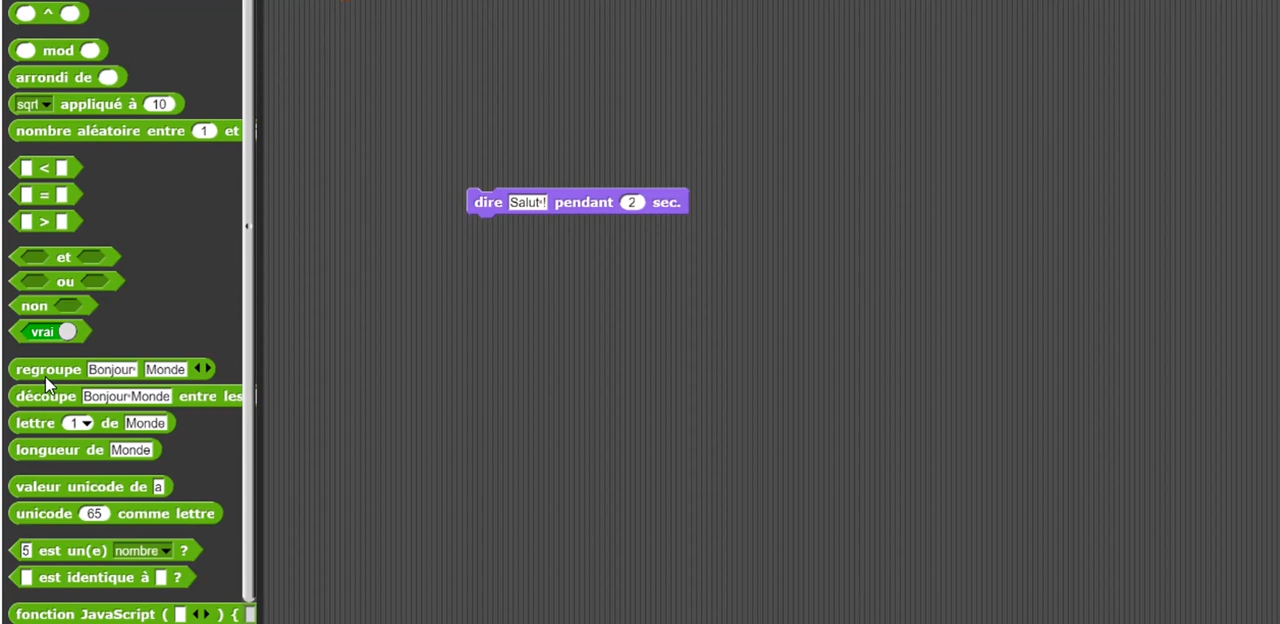 ^
mod
arrondi de
sqrt appliqué à 10
nombre aléatoire entre 1 et
<
=
>
et
ou
non
vrai
regroupe Bonjour Monde
découpe Bonjour Monde entre les
lettre 1 de Monde
longueur de Monde
valeur unicode de a
unicode 65 comme lettre
5 est un(e) nombre ?
est identique à ?
fonction JavaScript ( ) {
dire Salut ! pendant 2 sec.